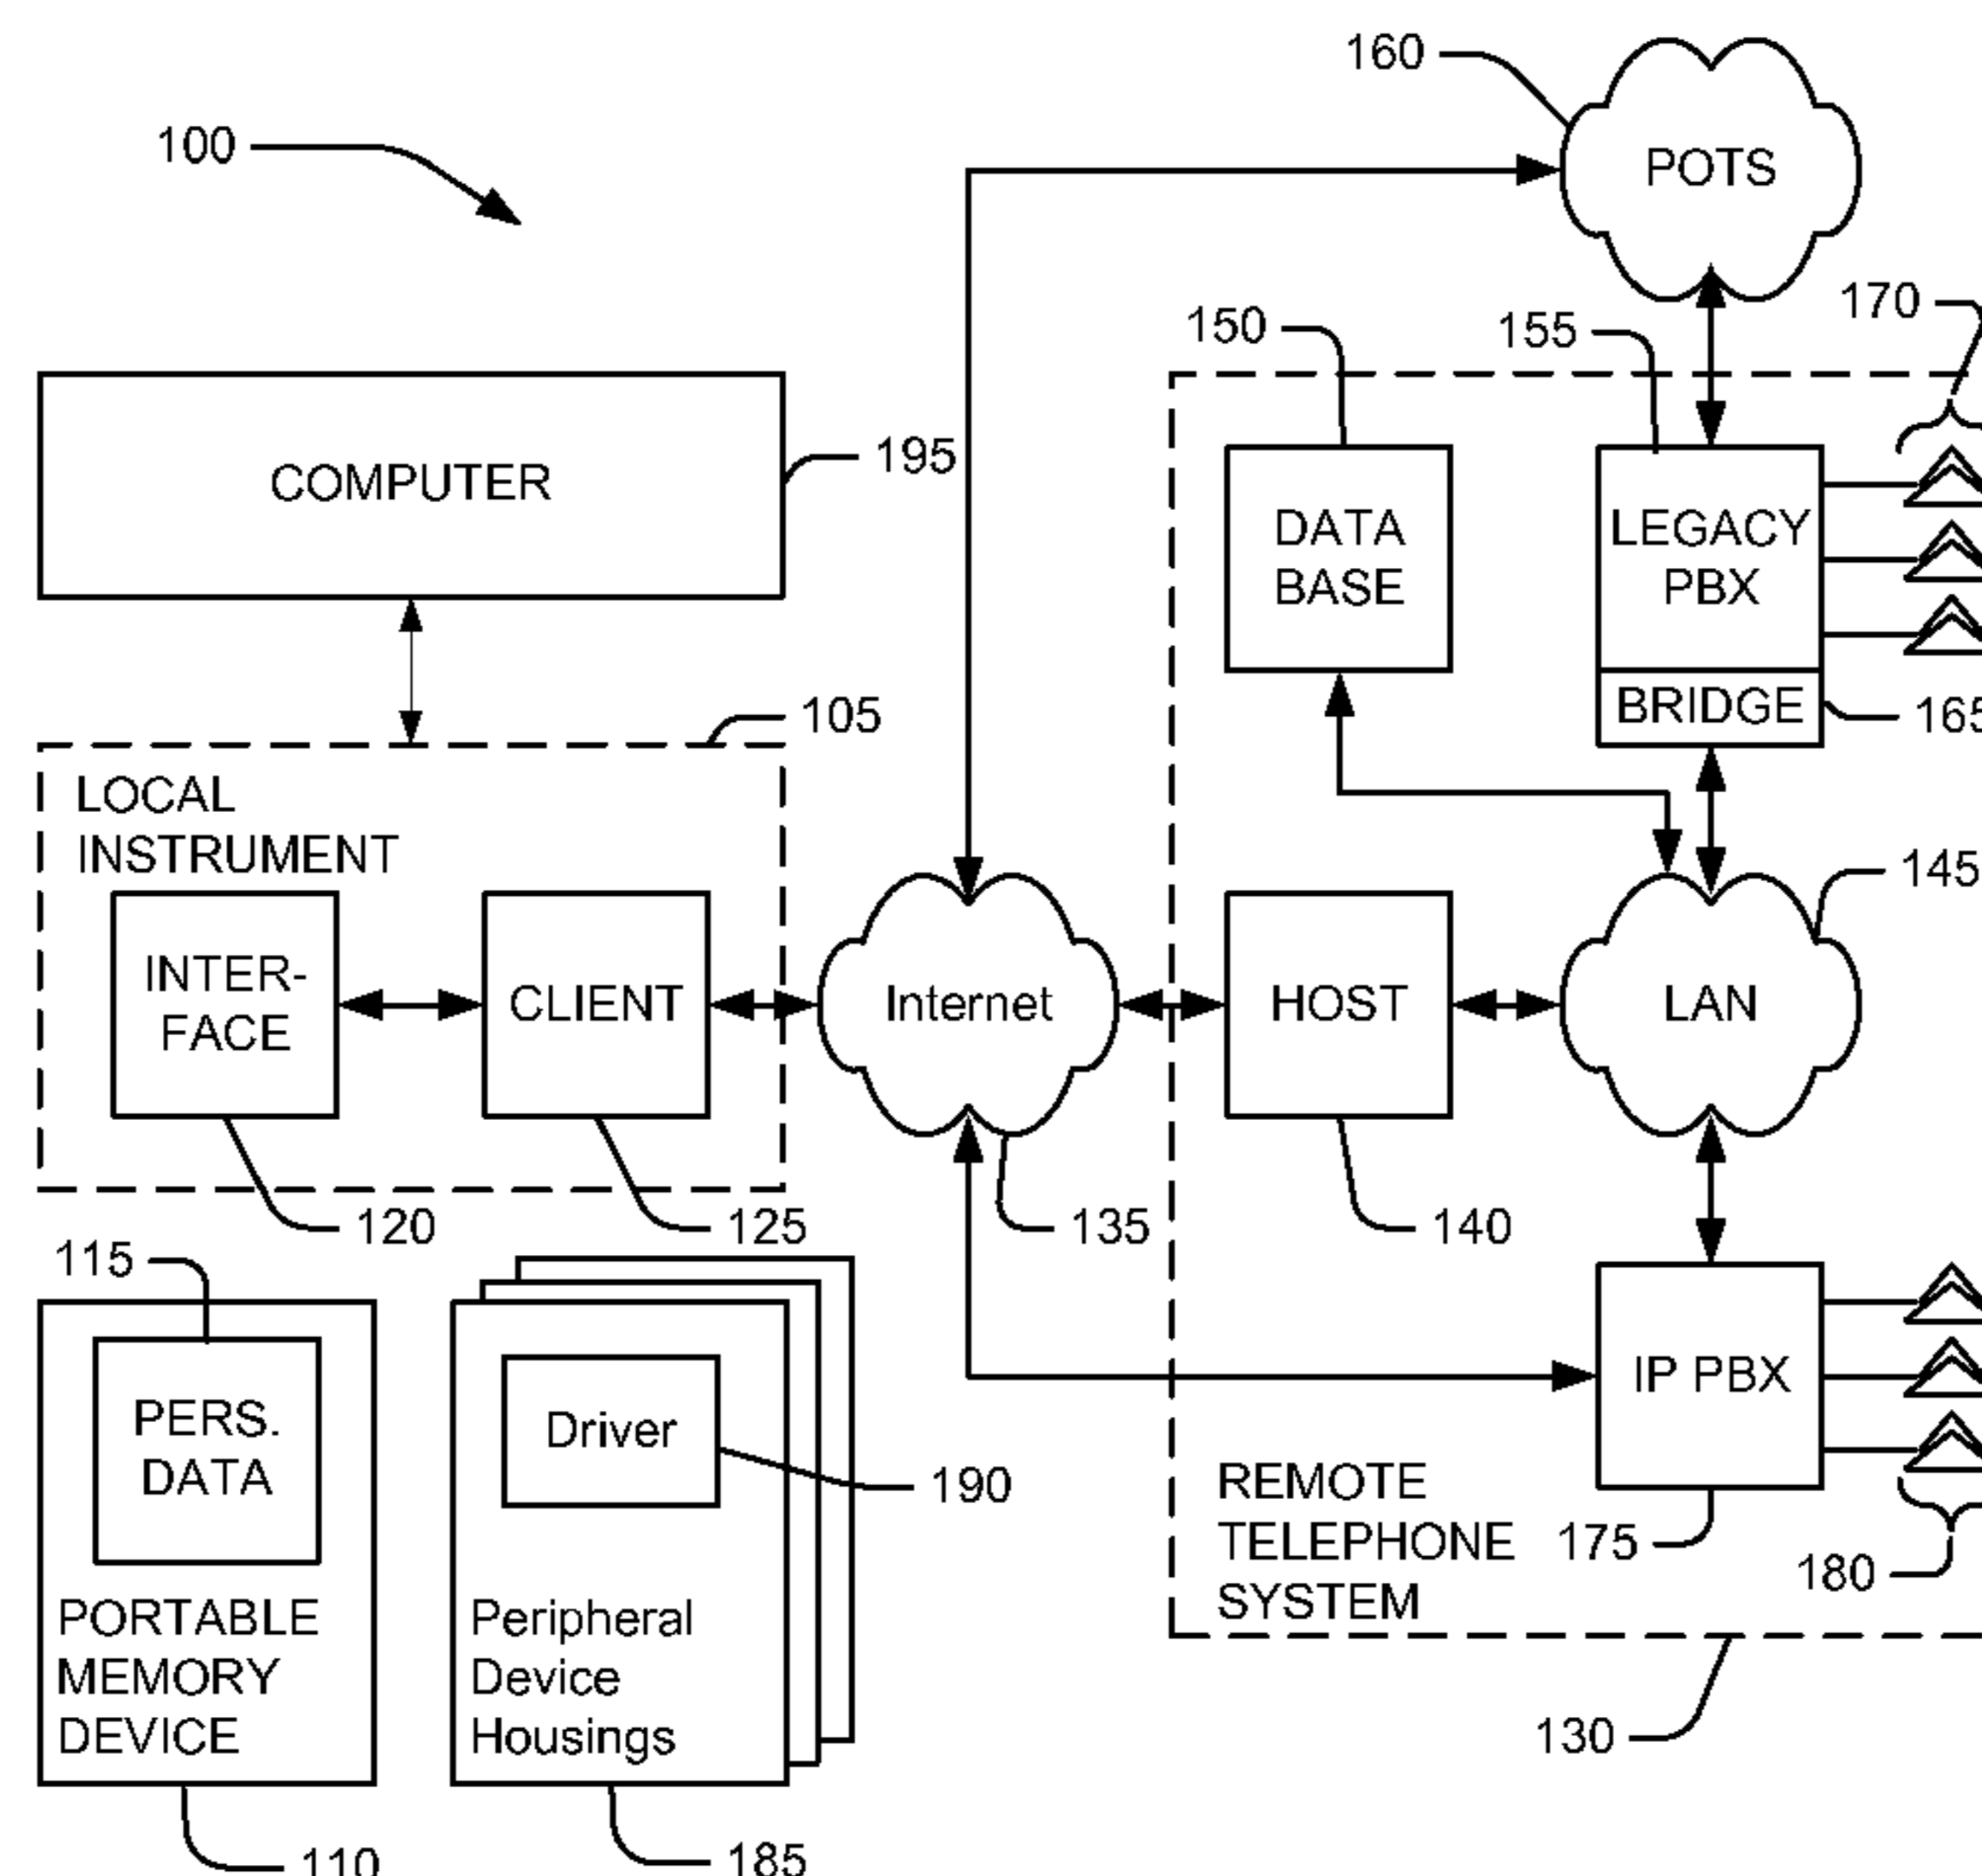 160
POTS
100
170
150
155
195
COMPUTER
DATA
BASE
LEGACY
PBX
BRIDGE
165
105
LOCAL
INSTRUMENT
145
INTER-
FACE
CLIENT
Internet
HOST
LAN
120
125
135
140
115
PERS.
DATA
PORTABLE
MEMORY
DEVICE
Driver
190
Peripheral
Device
Housings
IP PBX
REMOTE
TELEPHONE
SYSTEM
175
180
130
110
185